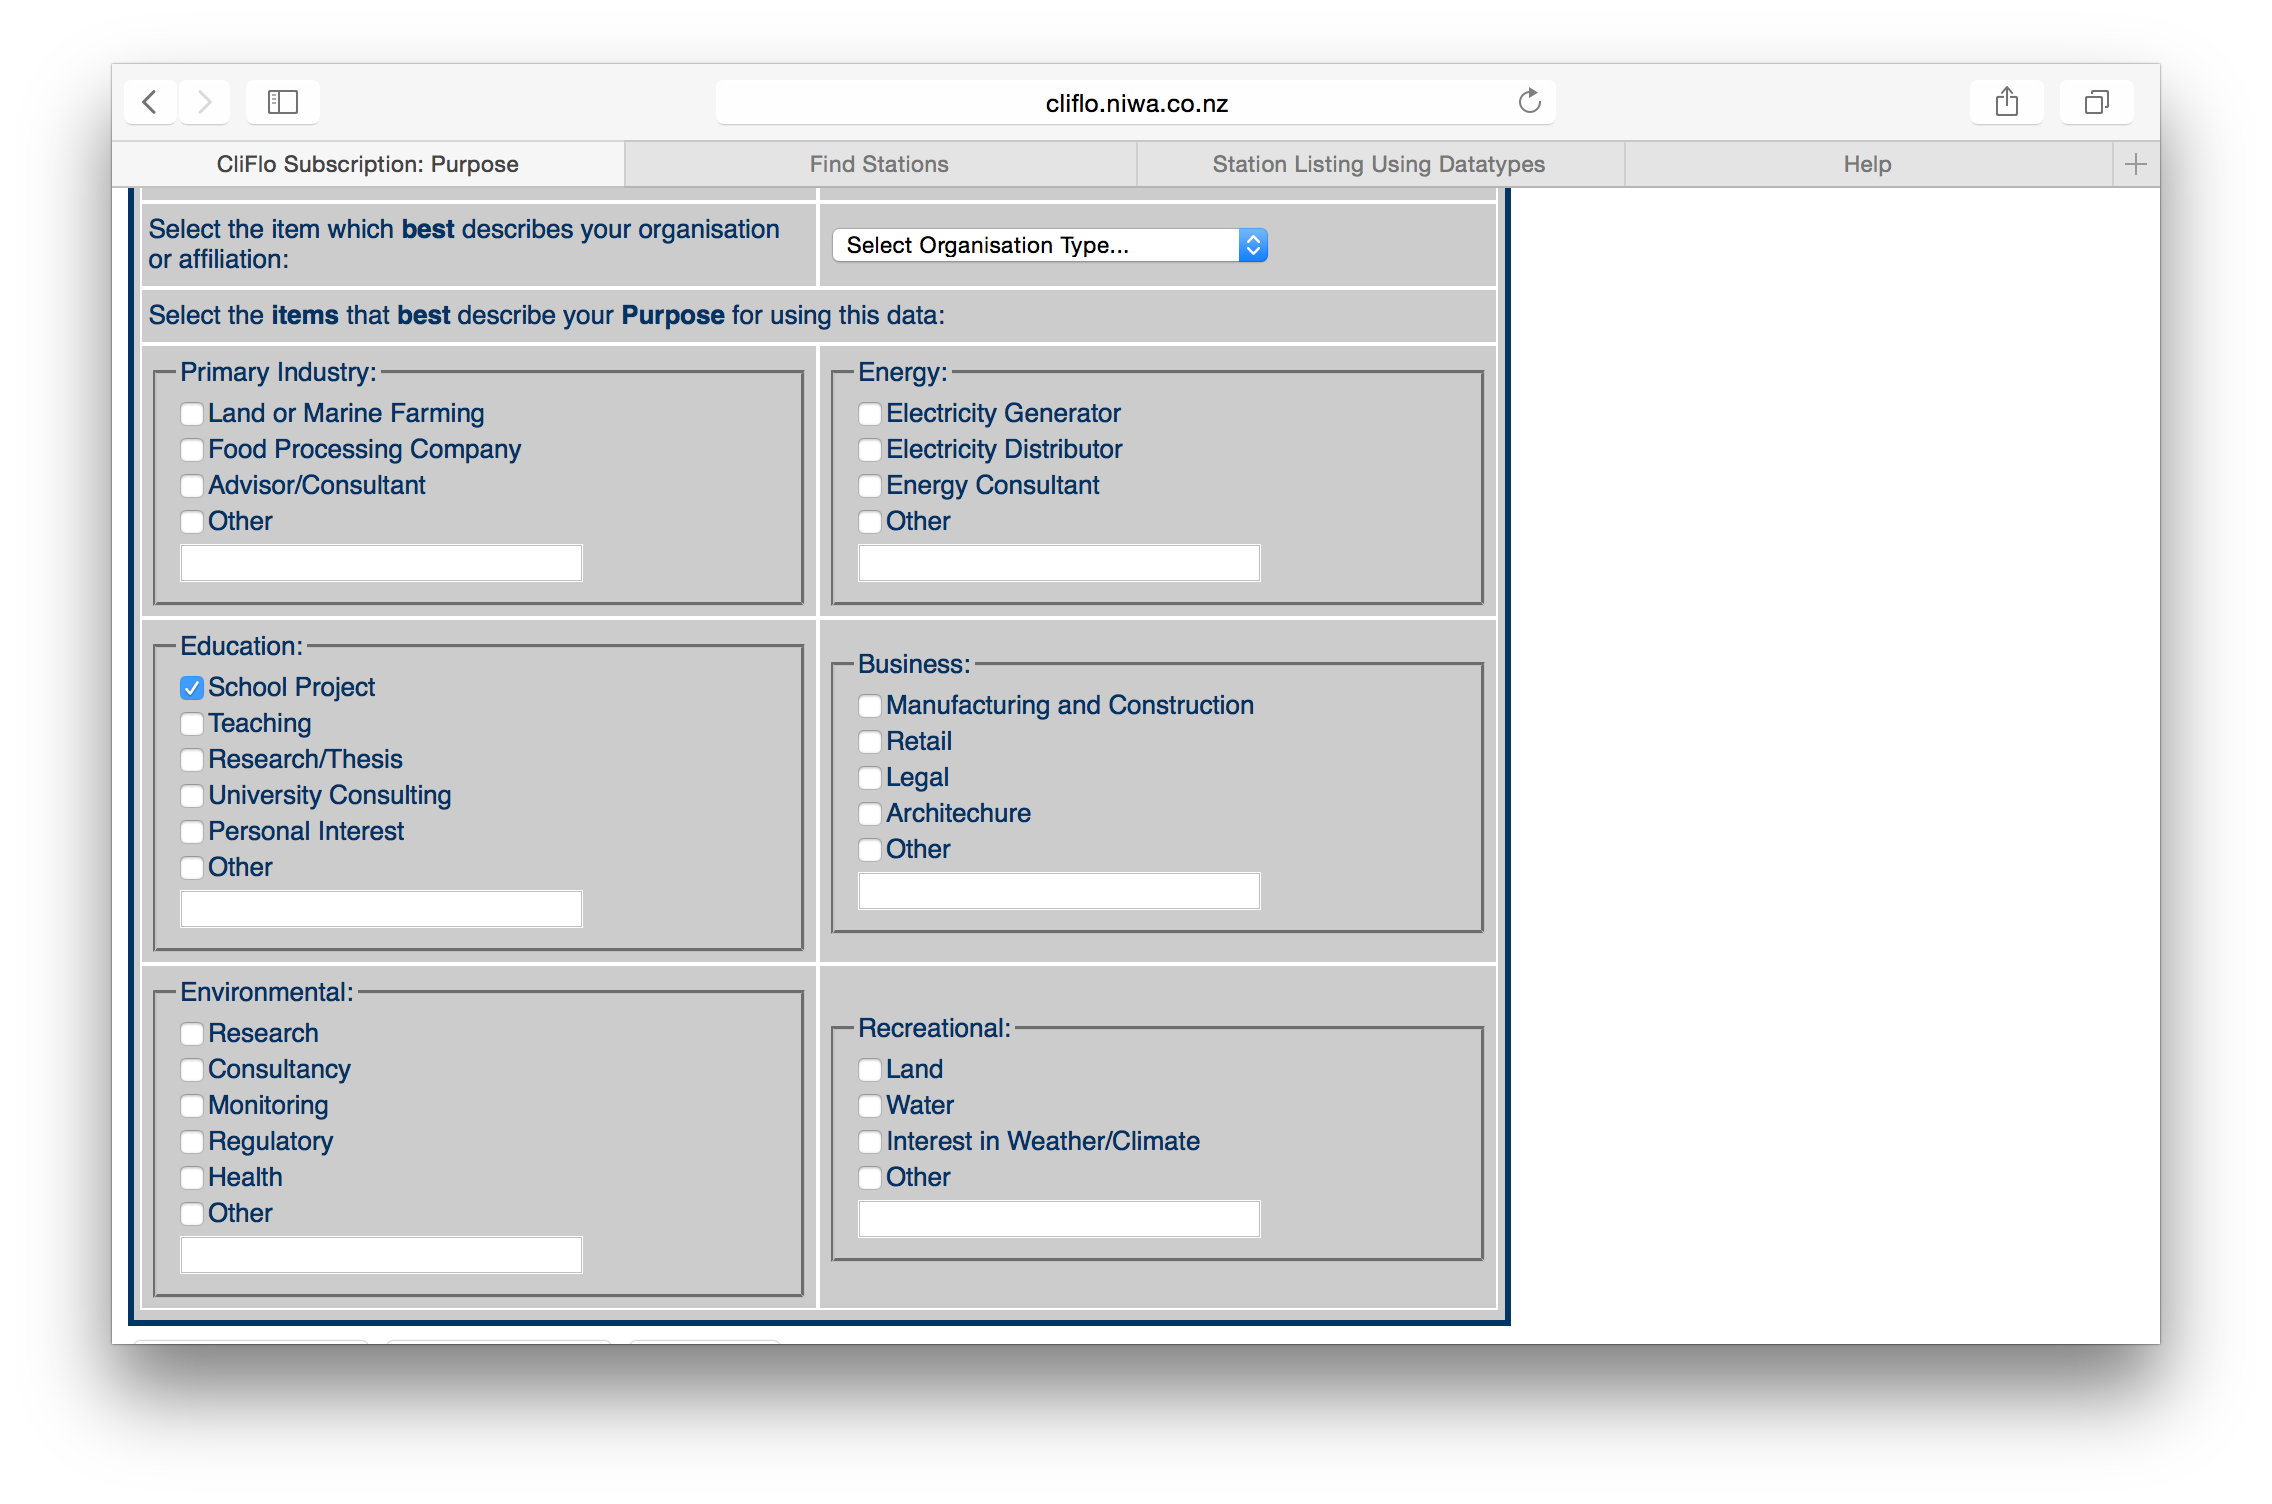 cliflo.niwa.co.nz
CliFlo Subscription: Purpose
Find Stations
Station Listing Using Datatypes
Help
Select the item which best describes your organisation
or affiliation:
Select Organisation Type...
Select the items that best describe your Purpose for using this data:
Primary Industry:
Land or Marine Farming
Food Processing Company
Advisor/Consultant
Other
Energy:
Electricity Generator
Electricity Distributor
Energy Consultant
Other
Education:
School Project
Teaching
Research/Thesis
University Consulting
Personal Interest
Other
Business:
Manufacturing and Construction
Retail
Legal
Architechure
Other
Environmental:
Research
Consultancy
Monitoring
Regulatory
Health
Other
Recreational:
Land
Water
Interest in Weather/Climate
Other